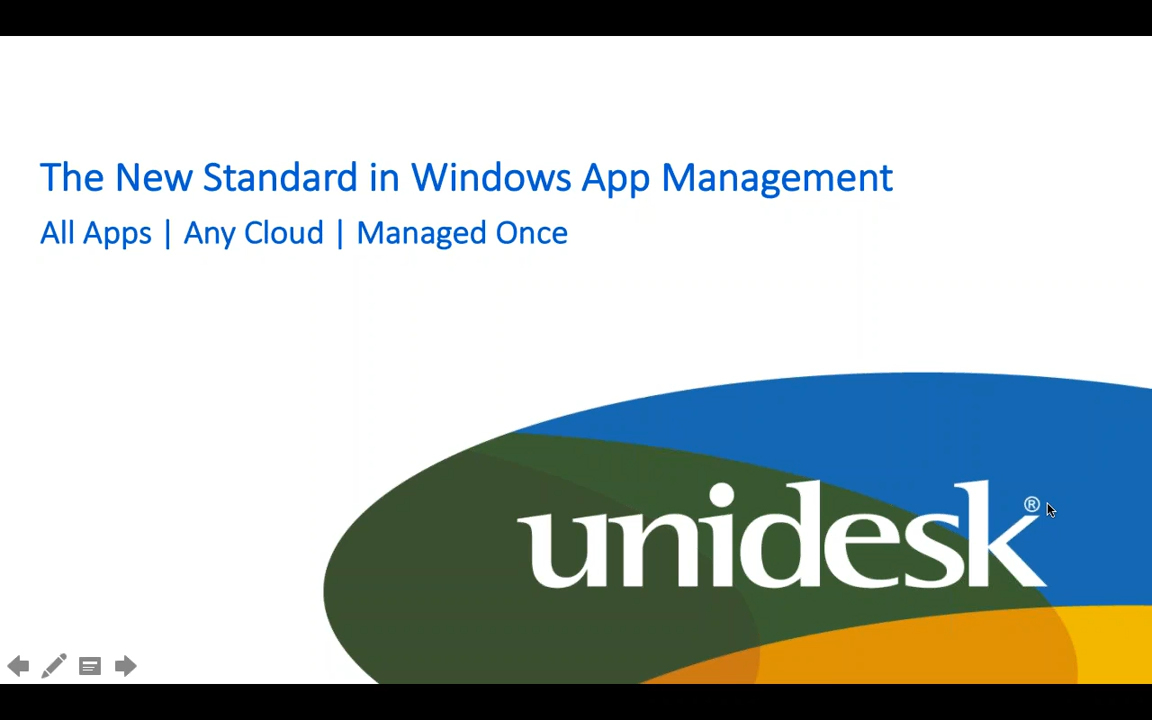 The New Standard in Windows App Management
All Apps | Any Cloud | Managed Once
unidesk®